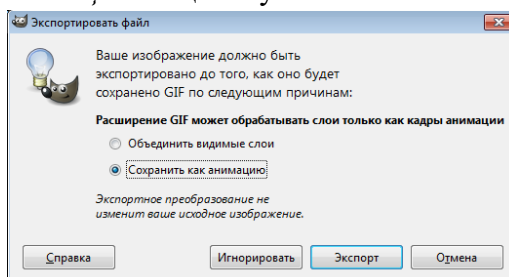 Экспортировать файл
Ваше изображение должно быть
экспортировано до того, как оно будет
сохранено GIF по следующим причинам:
Расширение GIF может обрабатывать слои только как кадры анимации
Объединить видимые слои
Сохранить как анимацию
Экспортное преобразование не
изменит ваше исходное изображение.
Справка Игнорировать Экспорт Отмена